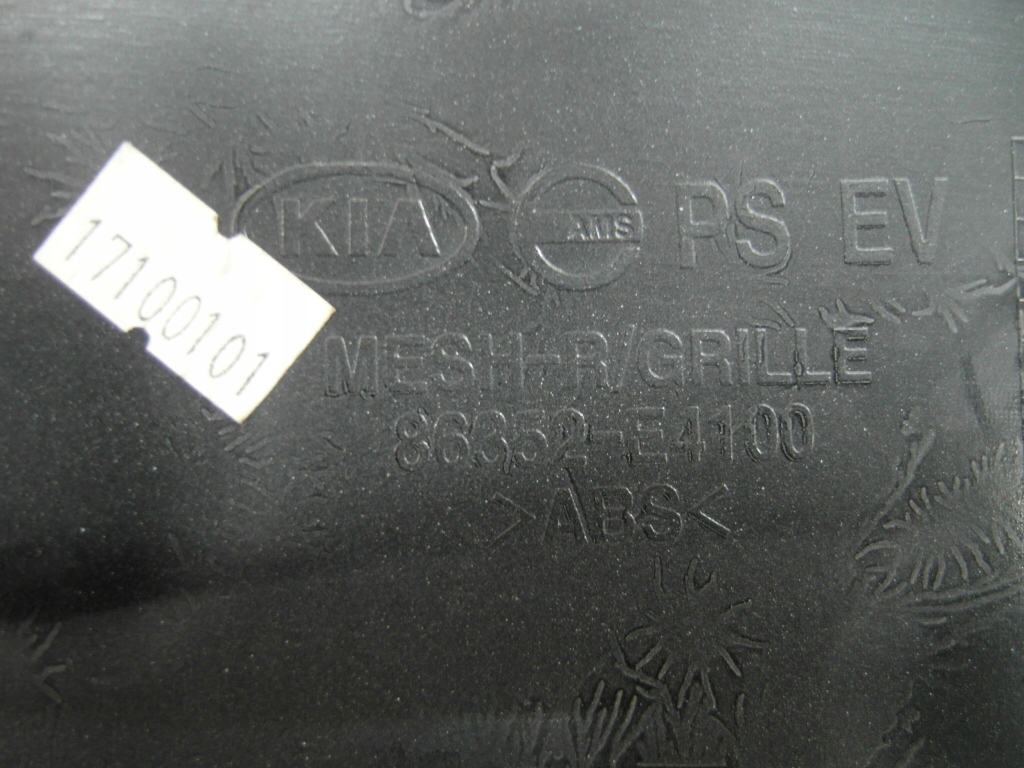 KIA AMS PS EV
MESH-R/GRILLE
86352-E4100
>ABS<
17100101